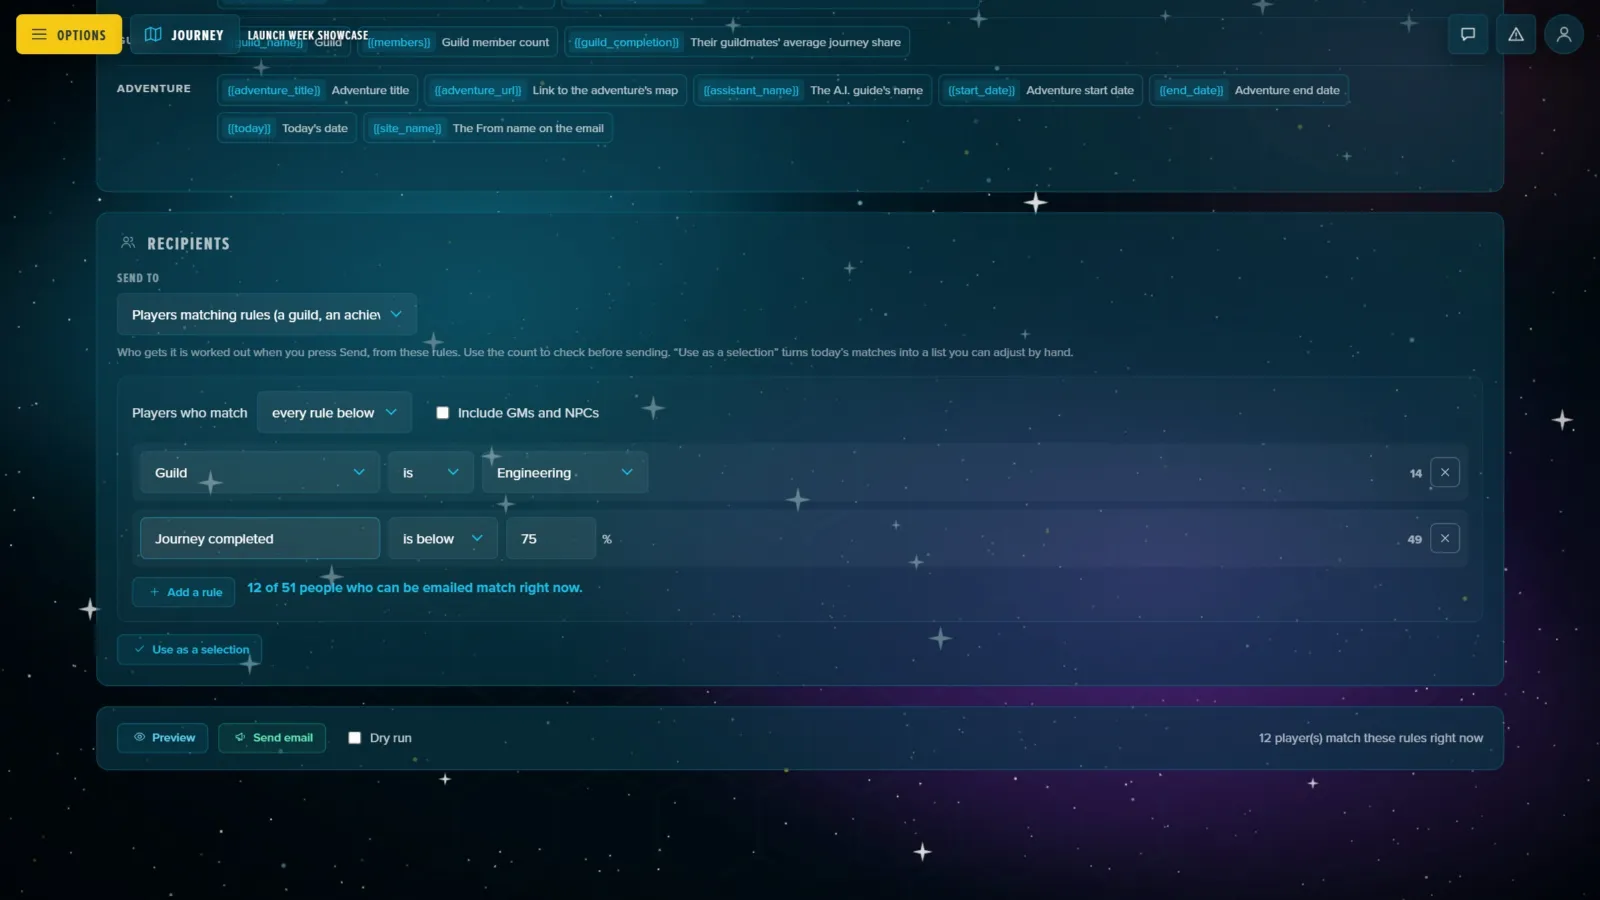 OPTIONS
JOURNEY
LAUNCH WEEK SHOWCASE
{{guild_name}} Guild
{{members}} Guild member count
{{guild_completion}} Their guildmates' average journey share
ADVENTURE
{{adventure_title}} Adventure title
{{adventure_url}} Link to the adventure's map
{{assistant_name}} The A.I. guide's name
{{start_date}} Adventure start date
{{end_date}} Adventure end date
{{today}} Today's date
{{site_name}} The From name on the email
RECIPIENTS
SEND TO
Players matching rules (a guild, an achiev
Who gets it is worked out when you press Send, from these rules. Use the count to check before sending. "Use as a selection" turns today's matches into a list you can adjust by hand.
Players who match every rule below Include GMs and NPCs
Guild is Engineering 14
Journey completed is below 75 % 49
+ Add a rule 12 of 51 people who can be emailed match right now.
Use as a selection
Preview Send email Dry run 12 player(s) match these rules right now